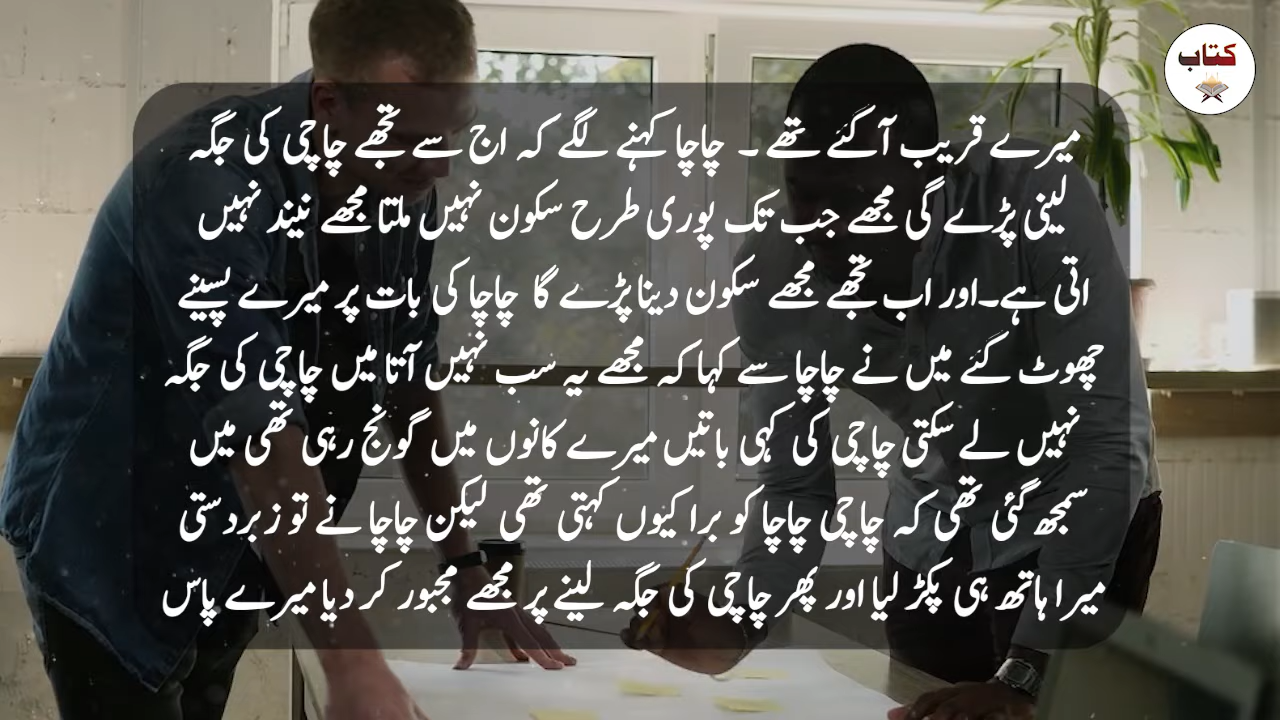 کتاب
میرے قریب آگئے تھے ۔ چاچا کہنے لگے کہ اج سے تجھے چاچی کی جگہ
لینی پڑے گی مجھے جب تک پوری طرح سکون نہیں ملتا مجھے نیند نہیں
اتی ہے۔اور اب تجھے مجھے سکون دینا پڑے گا چاچا کی بات پر میرے پسینے
چھوٹ گئے میں نے چاچا سے کہا کہ مجھے یہ سب نہیں آتا میں چاچی کی جگہ
نہیں لے سکتی چاچی کی کہی باتیں میرے کانوں میں گونج رہی تھی میں
سمجھ گئی تھی کہ چاچی چاچا کو برا کیوں کہتی تھی لیکن چاچا نے تو زبردستی
میرا ہاتھ ہی پکڑ لیا اور پھر چاچی کی جگہ لینے پر مجھے مجبور کر دیا میرے پاس